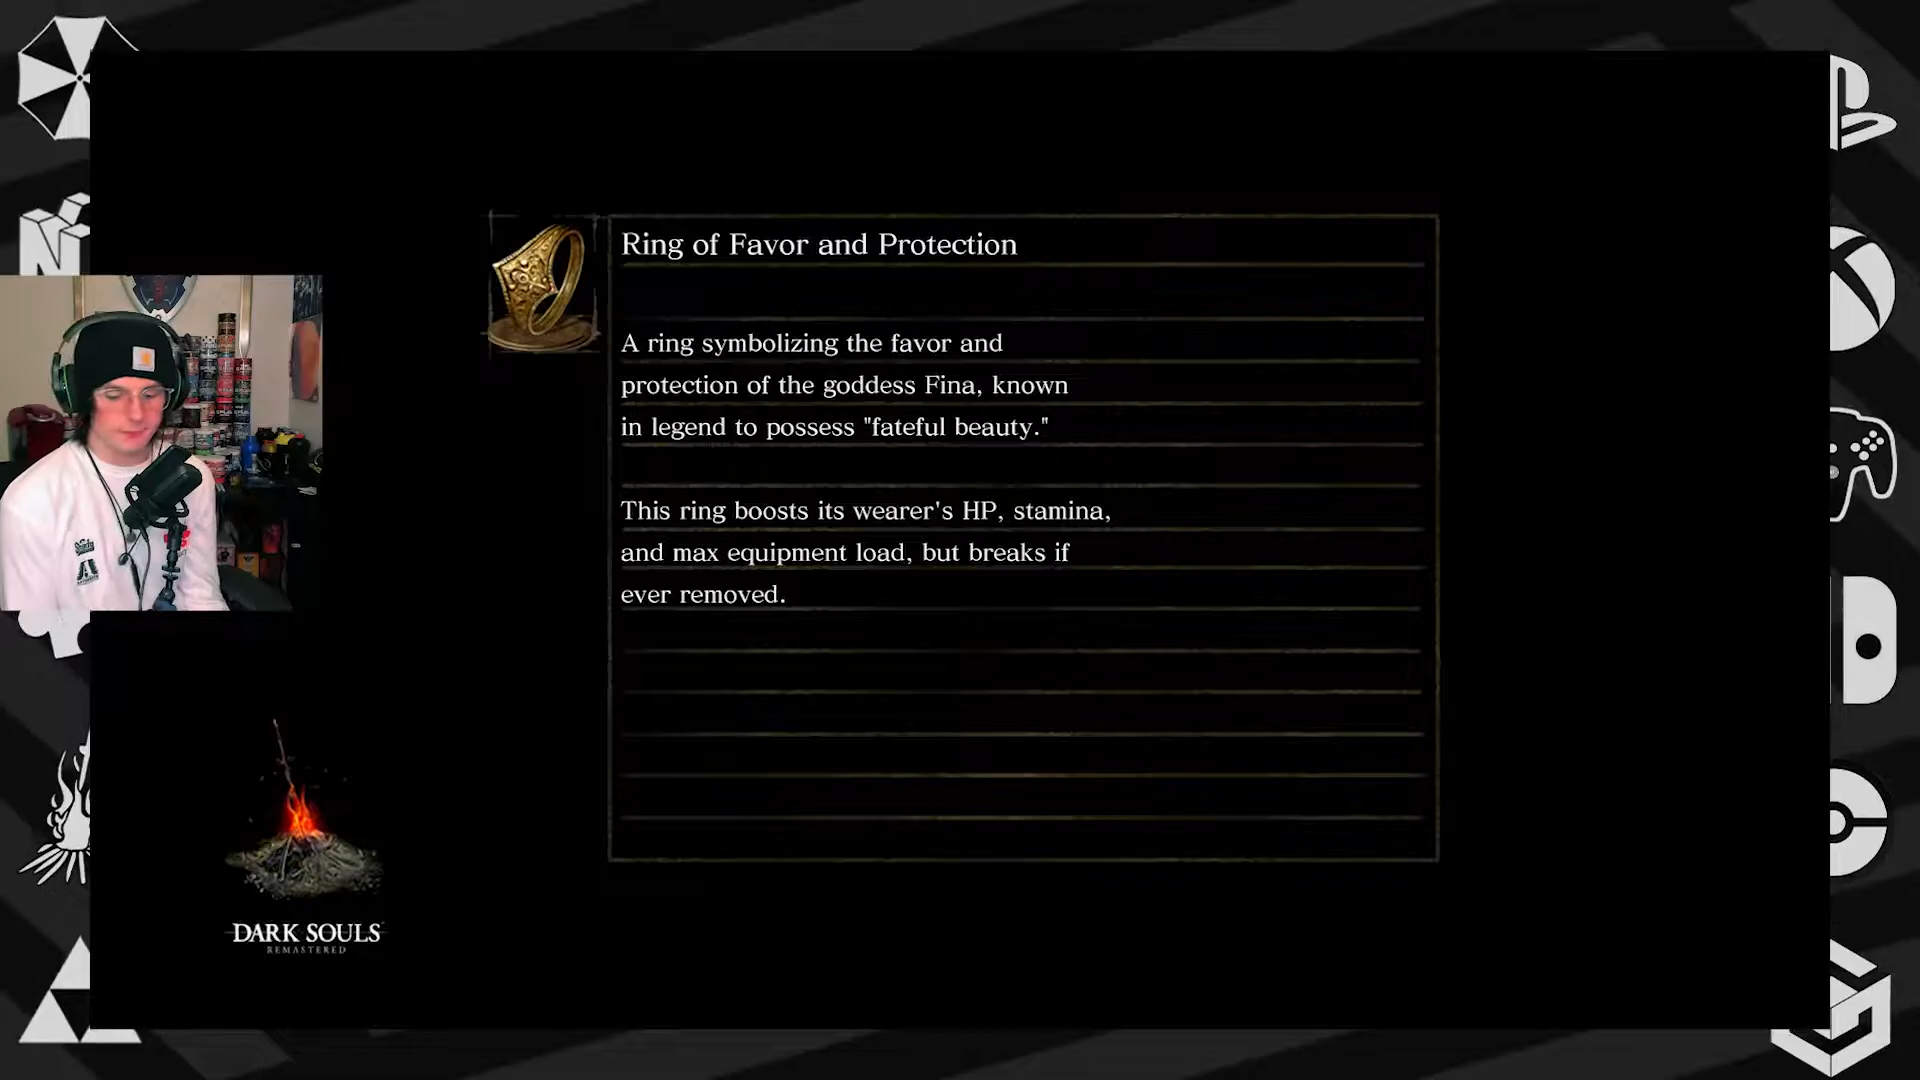 Ring of Favor and Protection
A ring symbolizing the favor and
protection of the goddess Fina, known
in legend to possess "fateful beauty."
This ring boosts its wearer's HP, stamina,
and max equipment load, but breaks if
ever removed.
DARK SOULS
REMASTERED